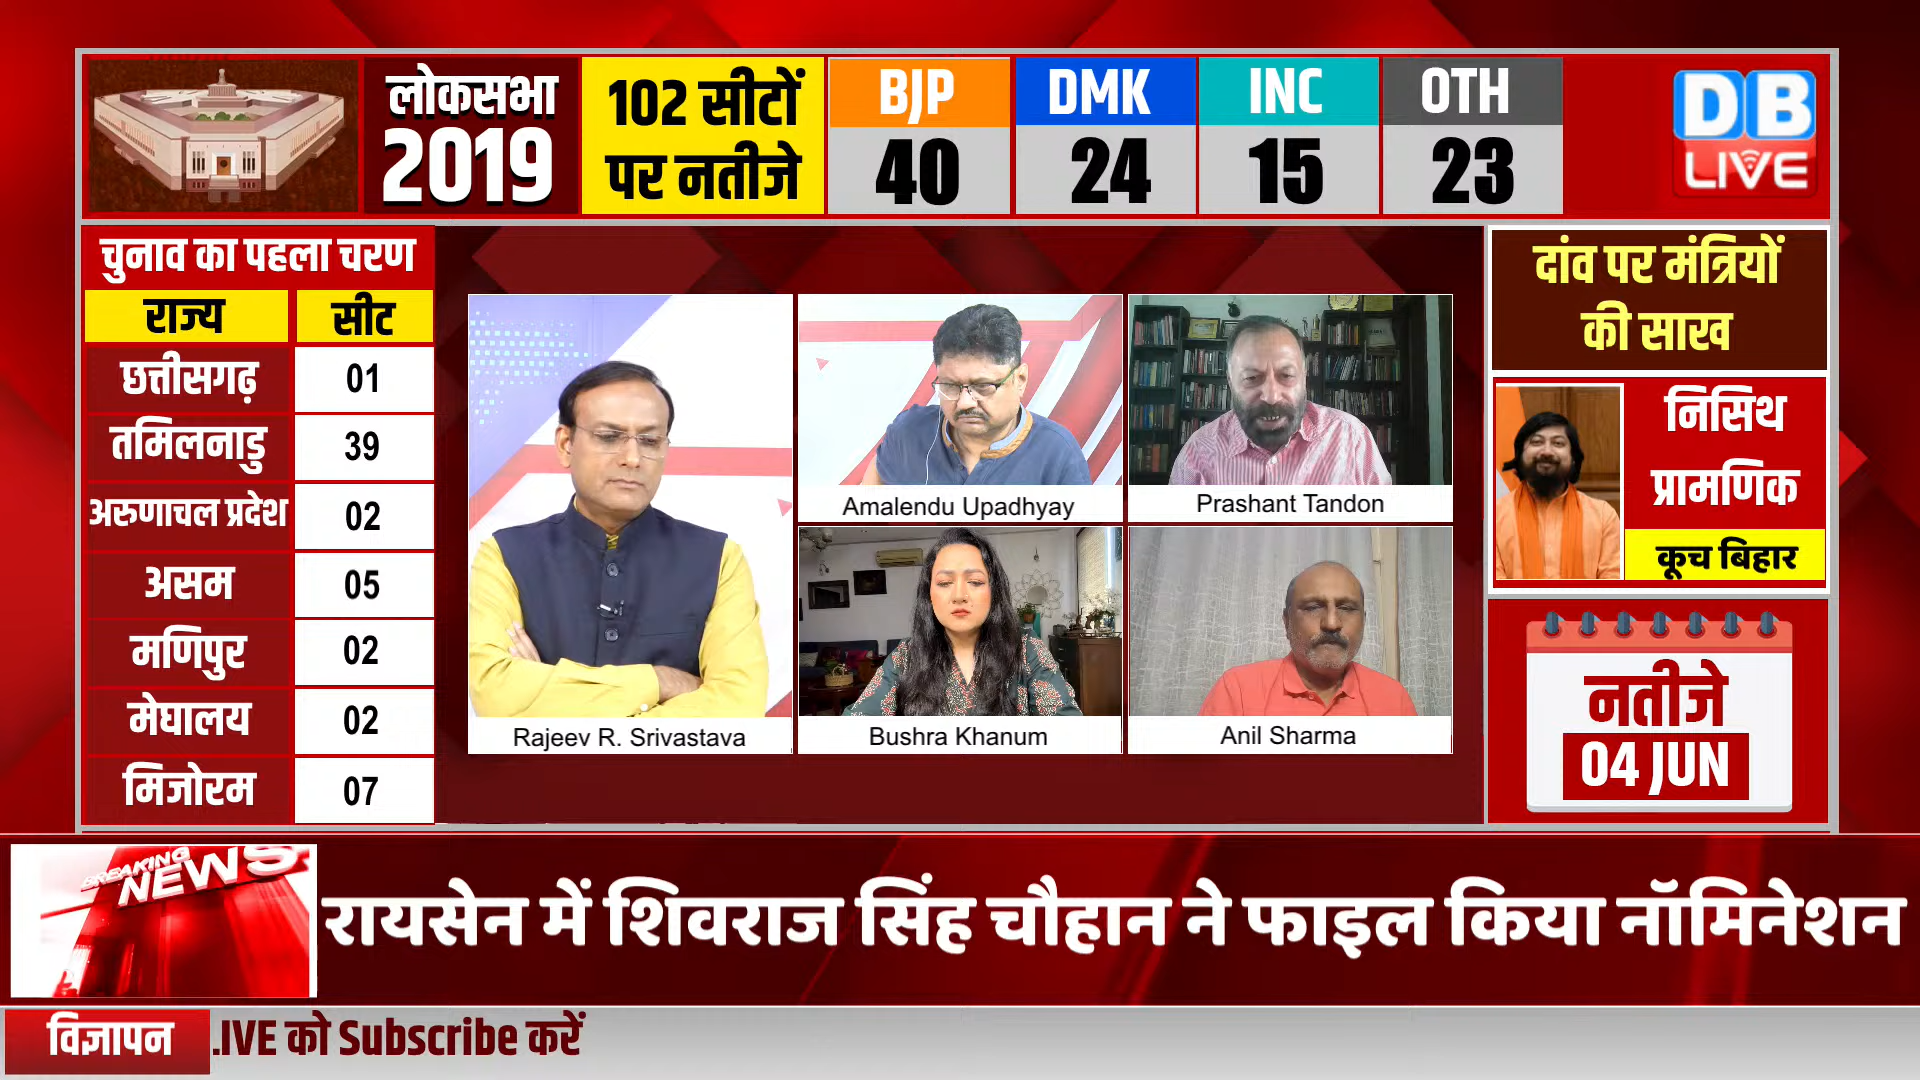 लोकसभा
2019
102 सीटों
पर नतीजे
BJP
40
DMK
24
INC
15
OTH
23
DB
LIVE
चुनाव का पहला चरण
राज्य सीट
छत्तीसगढ़ 01
तमिलनाडु 39
अरुणाचल प्रदेश 02
असम 05
मणिपुर 02
मेघालय 02
मिजोरम 07
Rajeev R. Srivastava
Amalendu Upadhyay
Prashant Tandon
Bushra Khanum
Anil Sharma
दांव पर मंत्रियों
की साख
निसिथ
प्रामणिक
कूच बिहार
नतीजे
04 JUN
BREAKING
NEWS
रायसेन में शिवराज सिंह चौहान ने फाइल किया नॉमिनेशन
विज्ञापन
.IVE को Subscribe करें